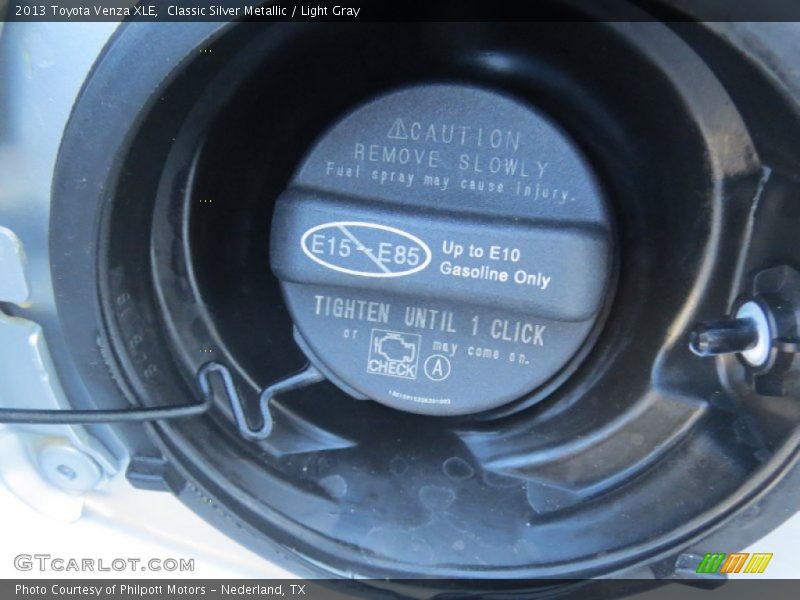 2013 Toyota Venza XLE,  Classic Silver Metallic / Light Gray
⚠CAUTION
REMOVE SLOWLY
Fuel spray may cause injury.
E15~E85
Up to E10
Gasoline Only
TIGHTEN UNTIL 1 CLICK
or CHECK may come on.
A
GTCARLOT.COM
Photo Courtesy of Philpott Motors – Nederland, TX